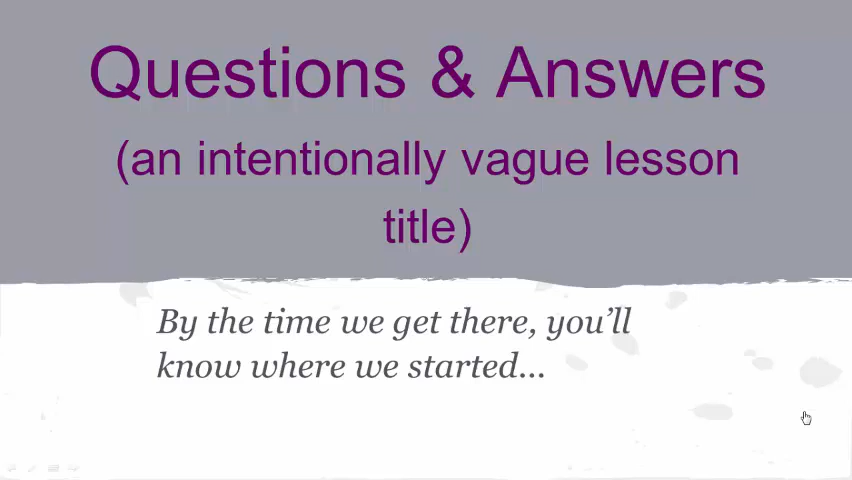 Questions & Answers
(an intentionally vague lesson
title)
By the time we get there, you’ll
know where we started...